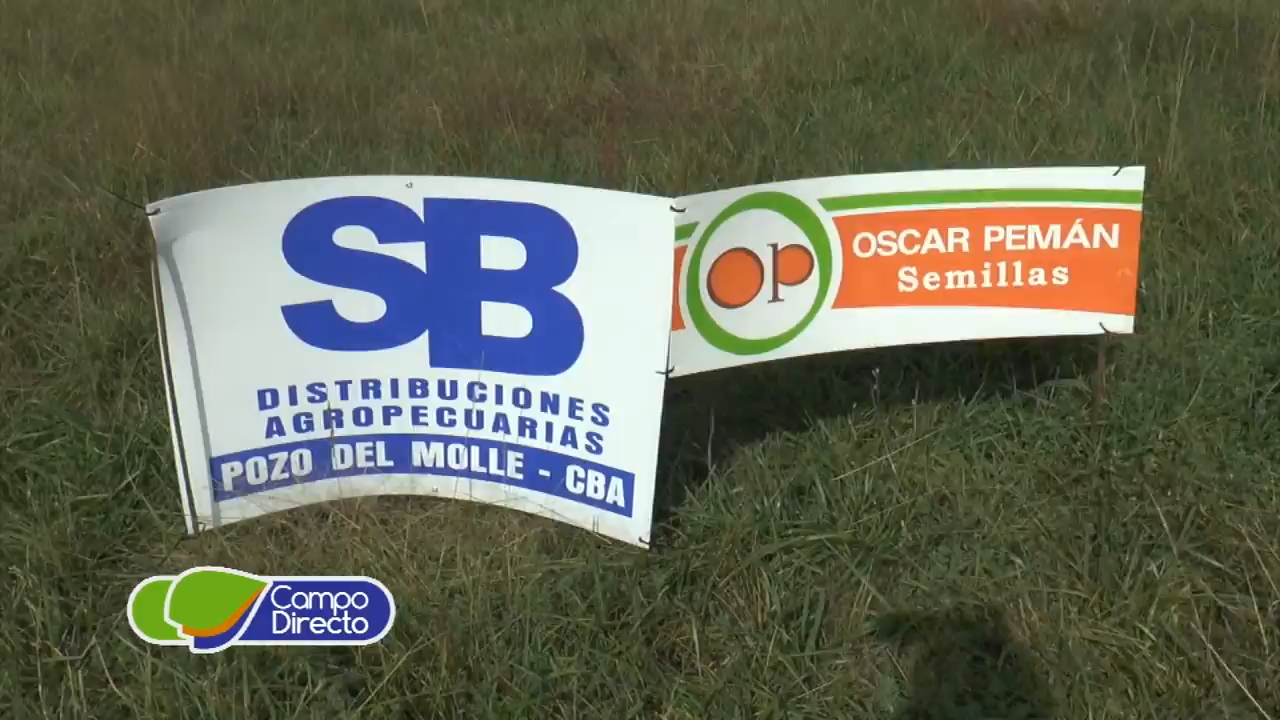 SB
DISTRIBUCIONES
AGROPECUARIAS
POZO DEL MOLLE - CBA
op
OSCAR PEMÁN
Semillas
Campo
Directo